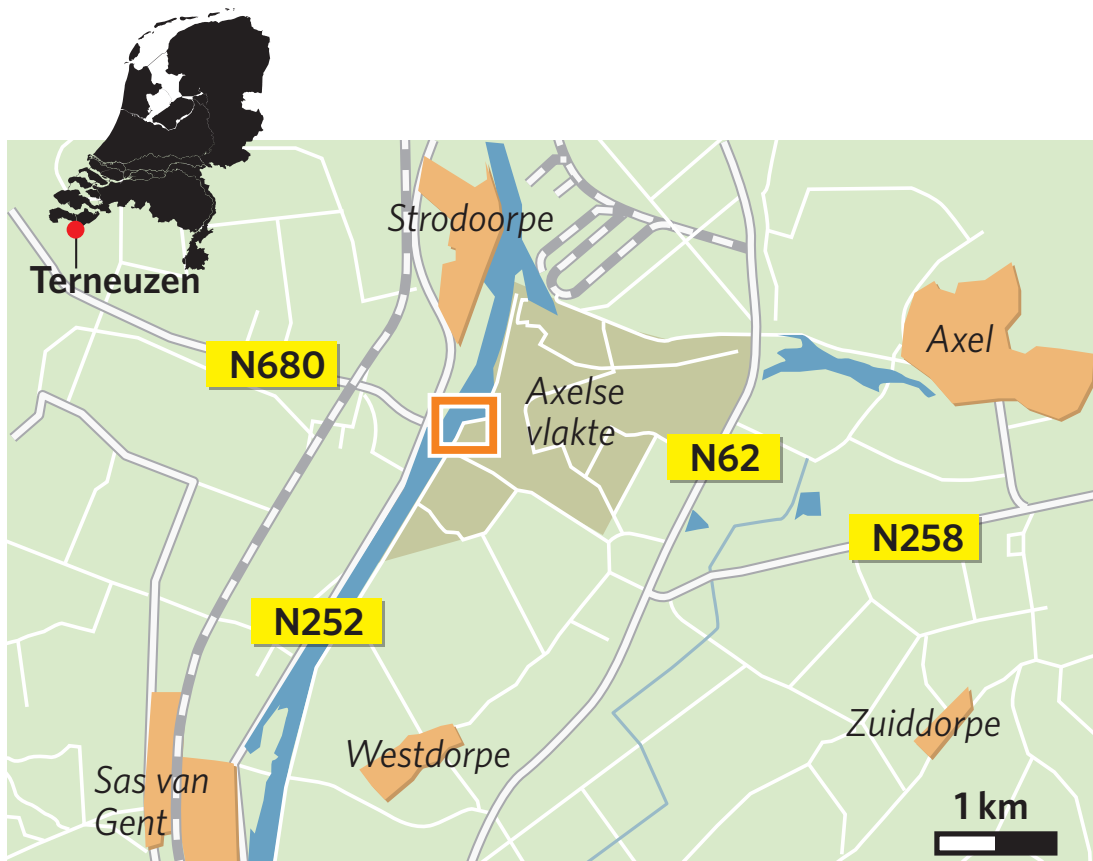 Terneuzen
Strodoorpe
N680
Axel
Axelse
vlakte
N62
N258
N252
Zuiddorpe
Westdorpe
Sas van
Gent
1 km